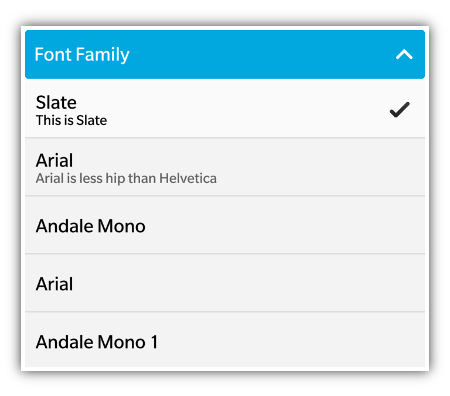 Font Family
Slate
This is Slate
Arial
Arial is less hip than Helvetica
Andale Mono
Arial
Andale Mono 1